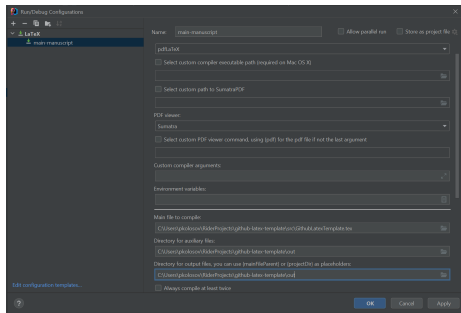 Run/Debug Configurations
LaTeX
main-manuscript
Name: main-manuscript
Allow parallel run
Store as project file
pdfLaTeX
Select custom compiler executable path (required on Mac OS X)
Select custom path to SumatraPDF
PDF viewer:
Sumatra
Select custom PDF viewer command, using {pdf} for the pdf file if not the last argument
Custom compiler arguments:
Environment variables:
Main file to compile:
C:\Users\pkolosov\RiderProjects\github-latex-template\src\GithubLatexTemplate.tex
Directory for auxiliary files:
C:\Users\pkolosov\RiderProjects\github-latex-template\out
Directory for output files, you can use {mainFileParent} or {projectDir} as placeholders:
C:\Users\pkolosov\RiderProjects\github-latex-template\out
Always compile at least twice
Edit configuration templates...
?
OK
Cancel
Apply